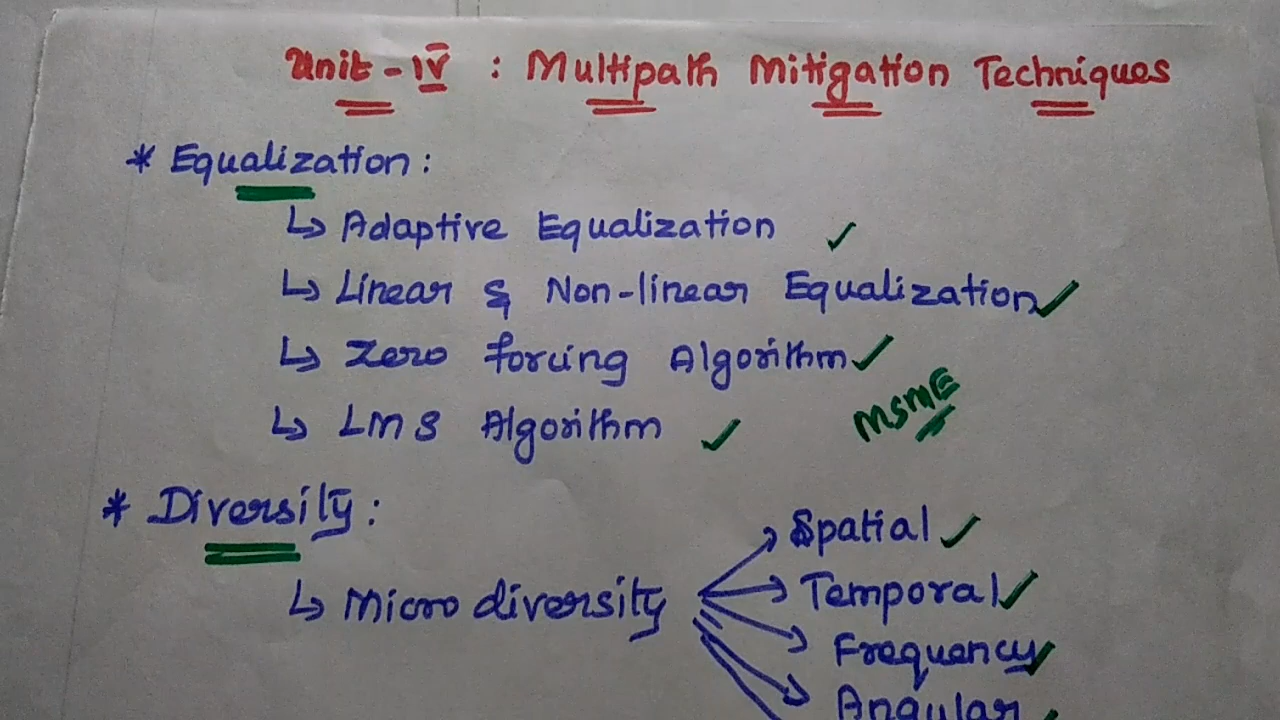 Unit - IV : Multipath Mitigation Techniques
* Equalization :
↳ Adaptive Equalization ✓
↳ Linear & Non-linear Equalization ✓
↳ Zero forcing Algorithm ✓
MSME
↳ LMS Algorithm ✓
* Diversity :
Spatial ✓
↳ Micro diversity → Temporal ✓
Frequency ✓
Angular ✓